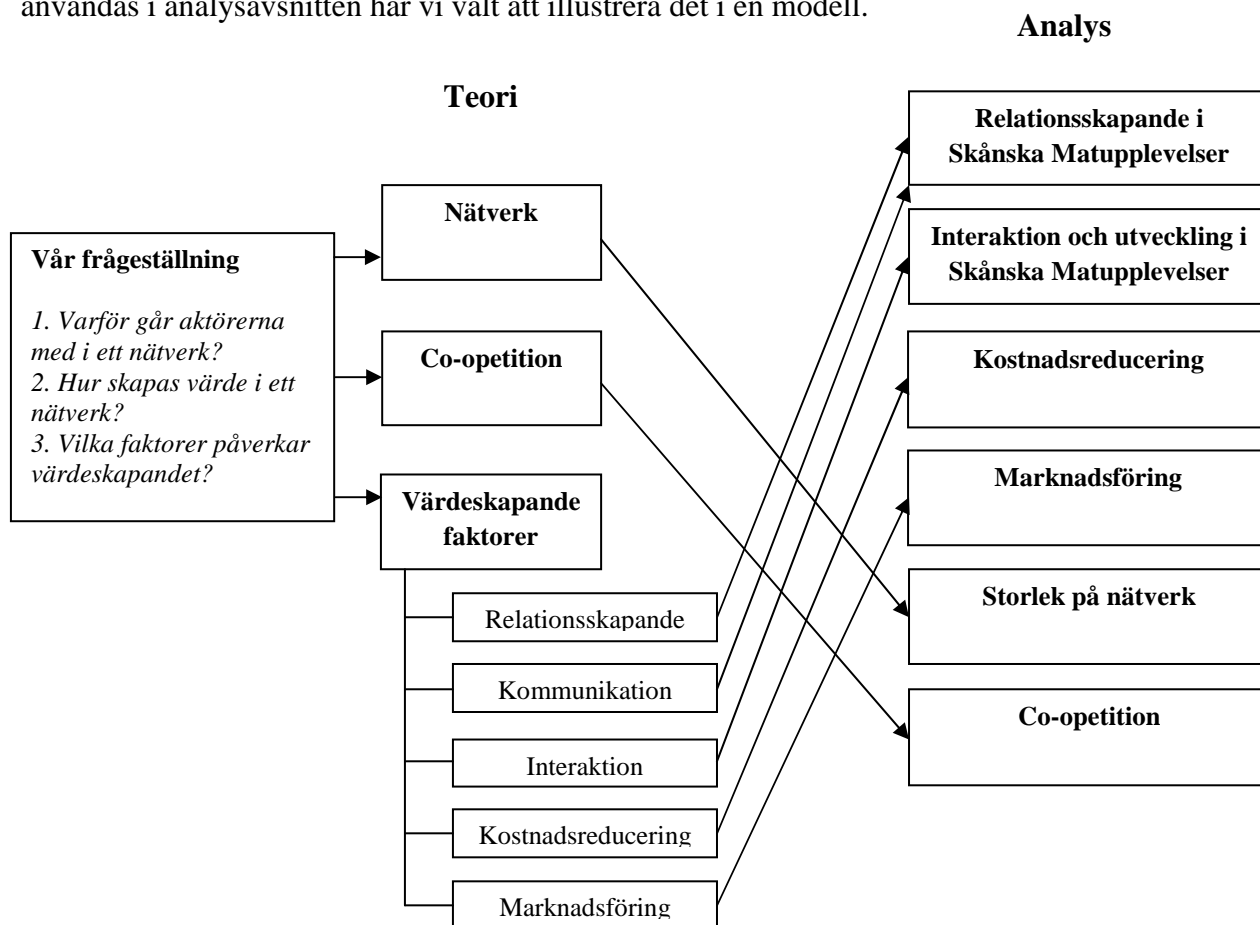 användas i analysavsnitten har vi valt att illustrera det i en modell.
Analys
Teori
Vår frågeställning
1. Varför går aktörerna
med i ett nätverk?
2. Hur skapas värde i ett
nätverk?
3. Vilka faktorer påverkar
värdeskapandet?
Nätverk
Co-opetition
Värdeskapande
faktorer
Relationsskapande
Kommunikation
Interaktion
Kostnadsreducering
Marknadsföring
Relationsskapande i
Skånska Matupplevelser
Interaktion och utveckling i
Skånska Matupplevelser
Kostnadsreducering
Marknadsföring
Storlek på nätverk
Co-opetition